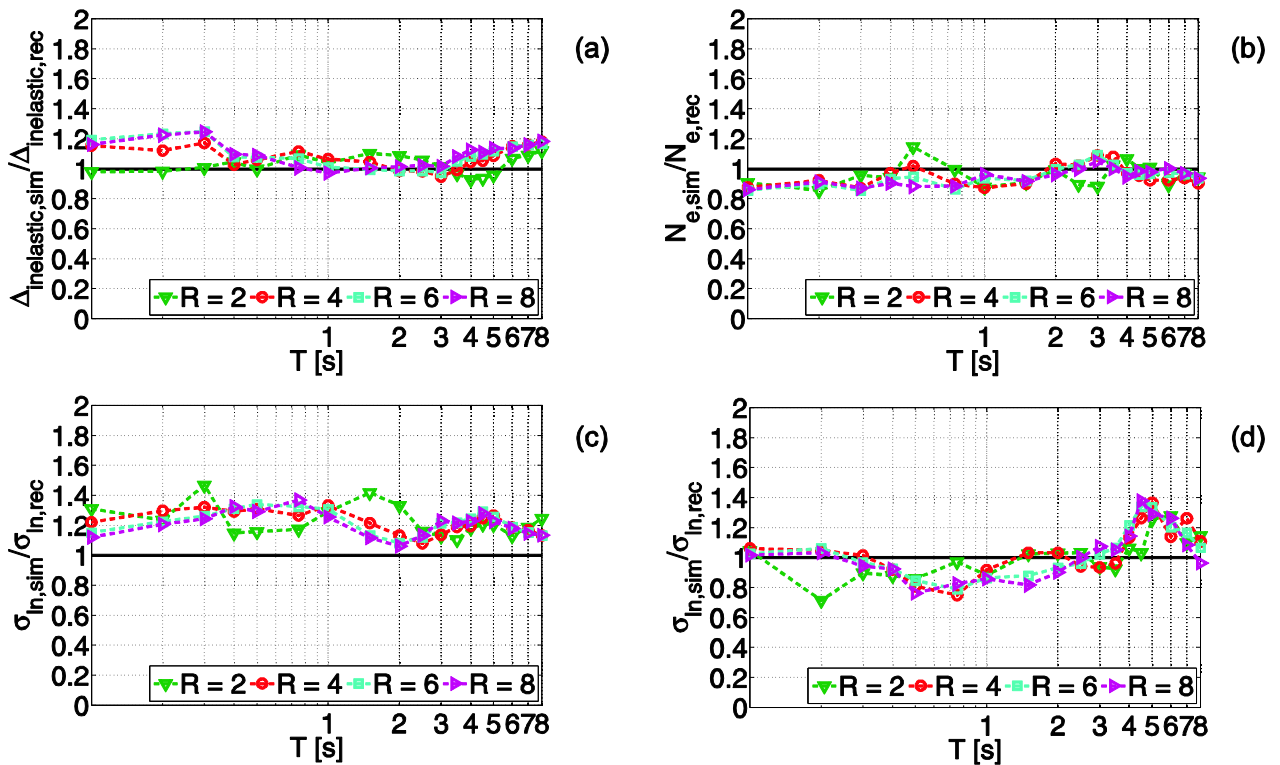 2
1.8
1.6
1.4
1.2
1
0.8
0.6
0.4
0.2
0
Δinelastic,sim/Δinelastic,rec
R = 2 R = 4 R = 6 R = 8
1 2 3 4 5 6 7 8
T [s]
(a)
2
1.8
1.6
1.4
1.2
1
0.8
0.6
0.4
0.2
0
Ne,sim/Ne,rec
R = 2 R = 4 R = 6 R = 8
1 2 3 4 5 6 7 8
T [s]
(b)
2
1.8
1.6
1.4
1.2
1
0.8
0.6
0.4
0.2
0
σln,sim/σln,rec
R = 2 R = 4 R = 6 R = 8
1 2 3 4 5 6 7 8
T [s]
(c)
2
1.8
1.6
1.4
1.2
1
0.8
0.6
0.4
0.2
0
σln,sim/σln,rec
R = 2 R = 4 R = 6 R = 8
1 2 3 4 5 6 7 8
T [s]
(d)